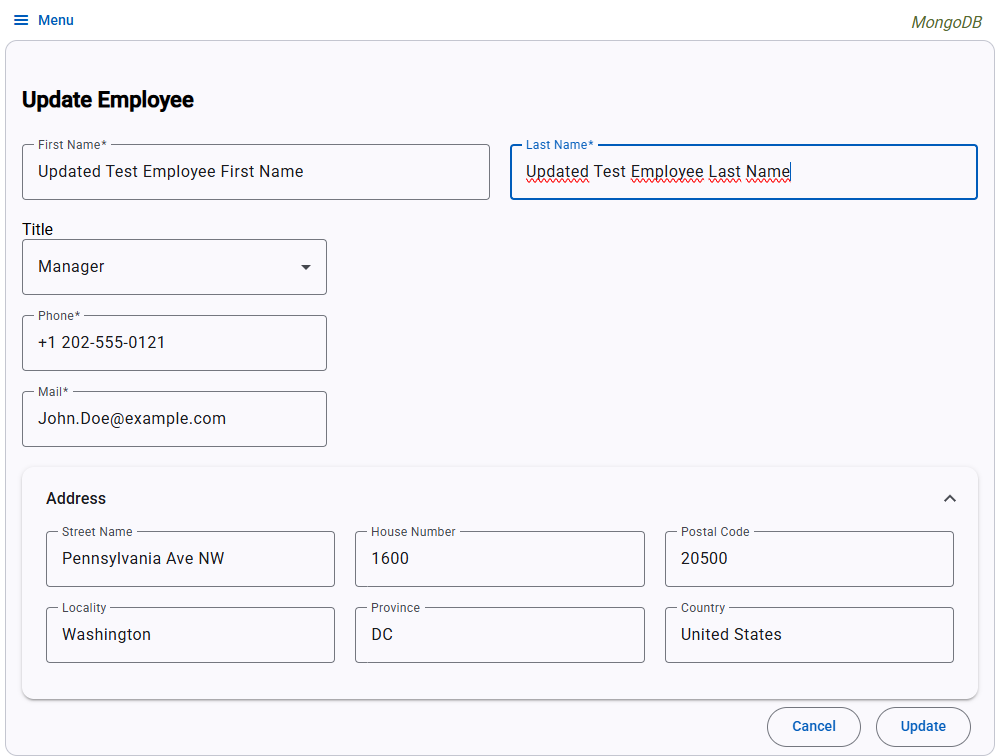 Menu
MongoDB
Update Employee
First Name*
Updated Test Employee First Name
Last Name*
Updated Test Employee Last Name
Title
Manager
Phone*
+1 202-555-0121
Mail*
John.Doe@example.com
Address
Street Name
Pennsylvania Ave NW
House Number
1600
Postal Code
20500
Locality
Washington
Province
DC
Country
United States
Cancel
Update